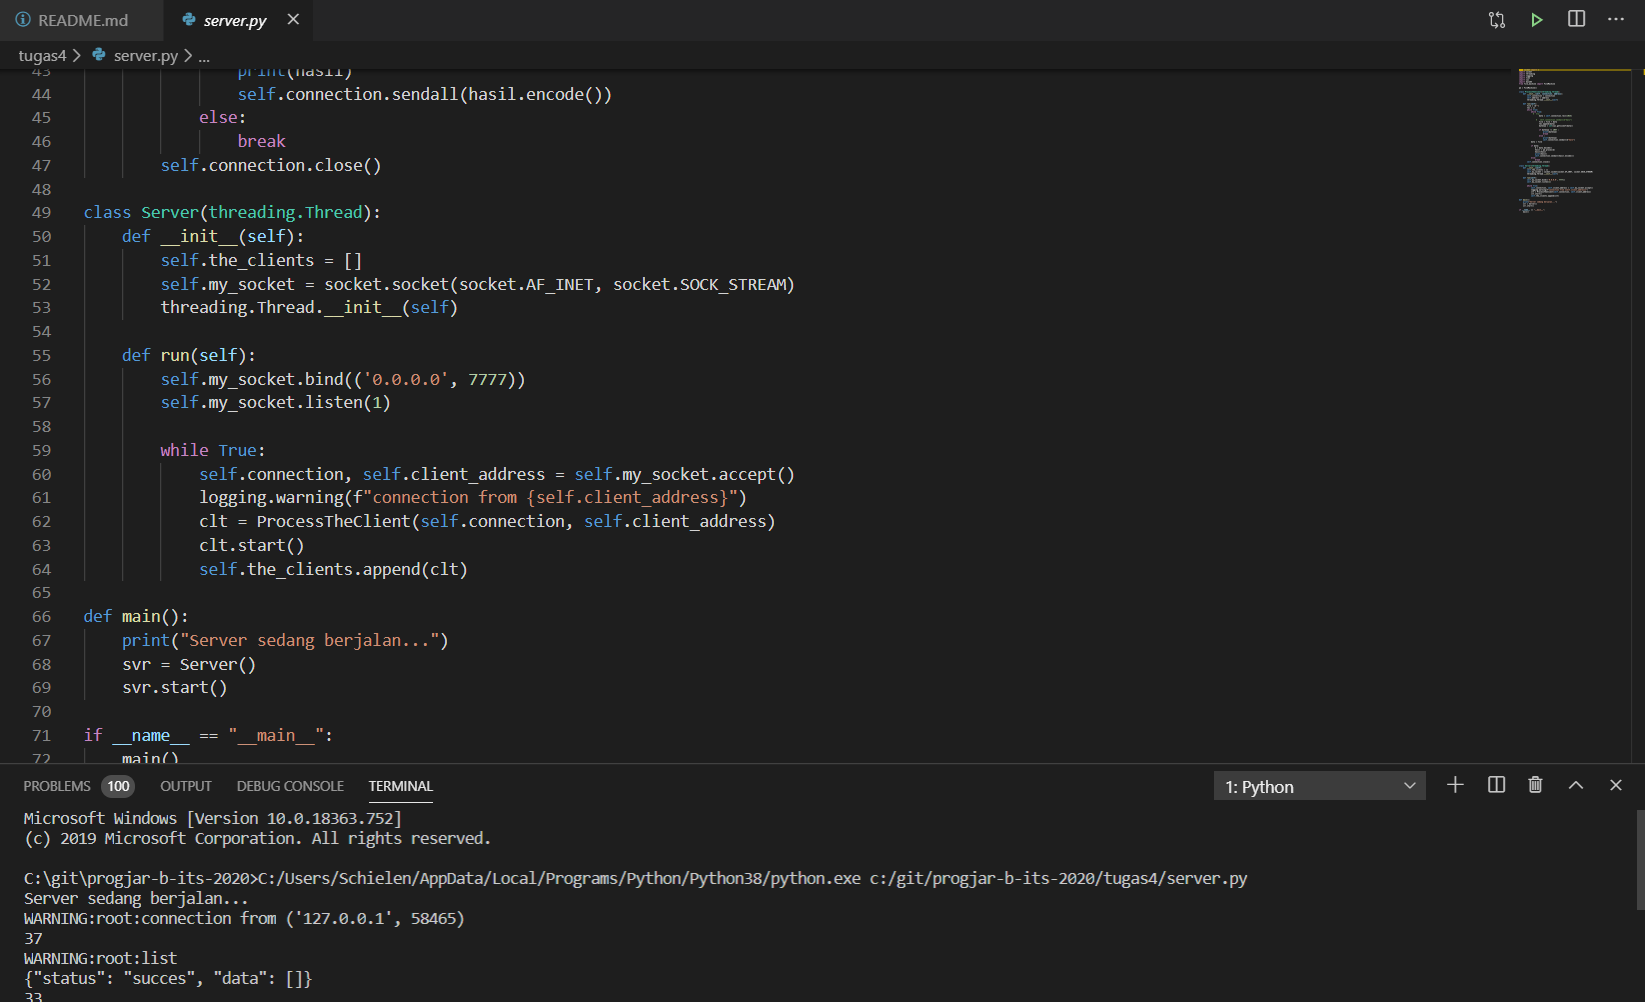 README.md server.py
tugas4 > server.py > ...
43 print(hasil)
44 self.connection.sendall(hasil.encode())
45 else:
46 break
47 self.connection.close()
48
49 class Server(threading.Thread):
50 def __init__(self):
51 self.the_clients = []
52 self.my_socket = socket.socket(socket.AF_INET, socket.SOCK_STREAM)
53 threading.Thread.__init__(self)
54
55 def run(self):
56 self.my_socket.bind(('0.0.0.0', 7777))
57 self.my_socket.listen(1)
58
59 while True:
60 self.connection, self.client_address = self.my_socket.accept()
61 logging.warning(f"connection from {self.client_address}")
62 clt = ProcessTheClient(self.connection, self.client_address)
63 clt.start()
64 self.the_clients.append(clt)
65
66 def main():
67 print("Server sedang berjalan...")
68 svr = Server()
69 svr.start()
70
71 if __name__ == "__main__":
72 main()
PROBLEMS 100 OUTPUT DEBUG CONSOLE TERMINAL 1: Python
Microsoft Windows [Version 10.0.18363.752]
(c) 2019 Microsoft Corporation. All rights reserved.
C:\git\progjar-b-its-2020>C:/Users/Schielen/AppData/Local/Programs/Python/Python38/python.exe c:/git/progjar-b-its-2020/tugas4/server.py
Server sedang berjalan...
WARNING:root:connection from ('127.0.0.1', 58465)
37
WARNING:root:list
{"status": "succes", "data": []}
33